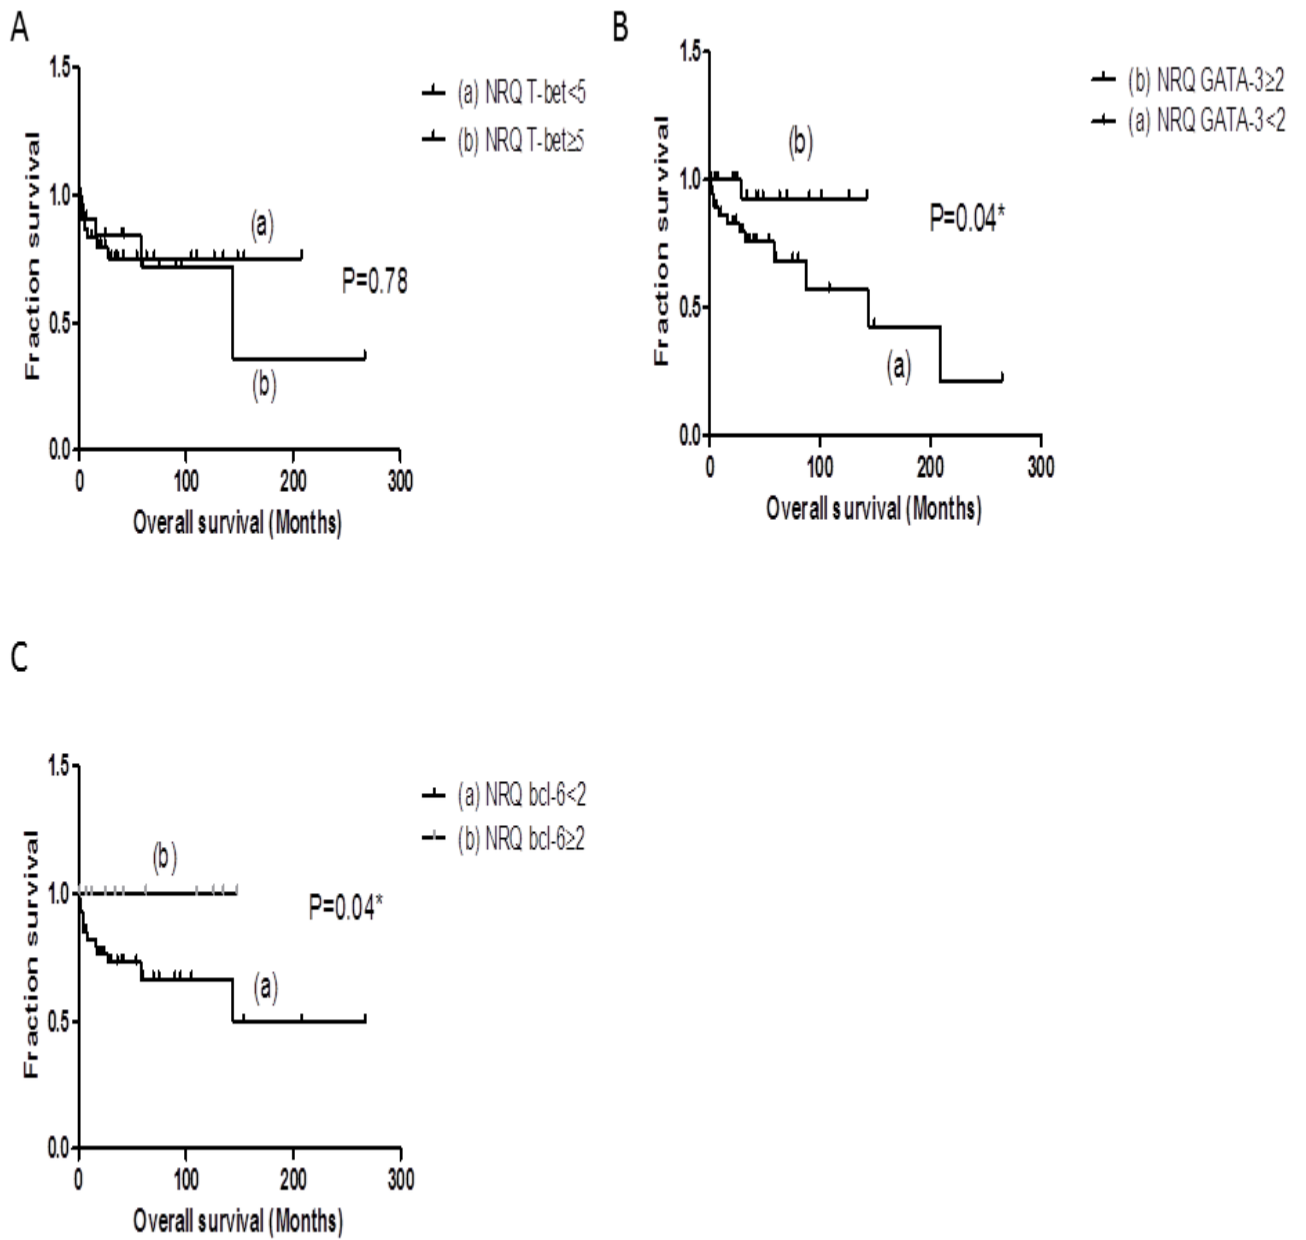 A
1.5
1.0
0.5
0.0
0 100 200 300
Fraction survival
Overall survival (Months)
(a) NRQ T-bet<5
(b) NRQ T-bet≥5
(a)
P=0.78
(b)
B
1.5
1.0
0.5
0.0
0 100 200 300
Fraction survival
Overall survival (Months)
(b) NRQ GATA-3≥2
(a) NRQ GATA-3<2
(b)
P=0.04*
(a)
C
1.5
1.0
0.5
0.0
0 100 200 300
Fraction survival
Overall survival (Months)
(a) NRQ bcl-6<2
(b) NRQ bcl-6≥2
(b)
P=0.04*
(a)